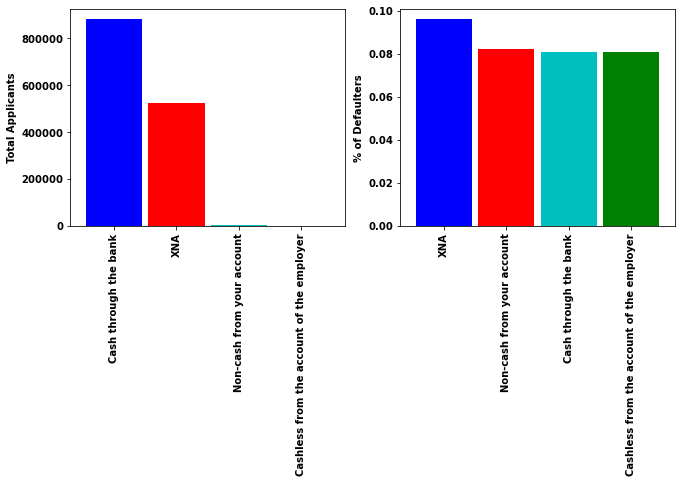 Total Applicants
800000
600000
400000
200000
0
Cash through the bank
XNA
Non-cash from your account
Cashless from the account of the employer
% of Defaulters
0.10
0.08
0.06
0.04
0.02
0.00
XNA
Non-cash from your account
Cash through the bank
Cashless from the account of the employer